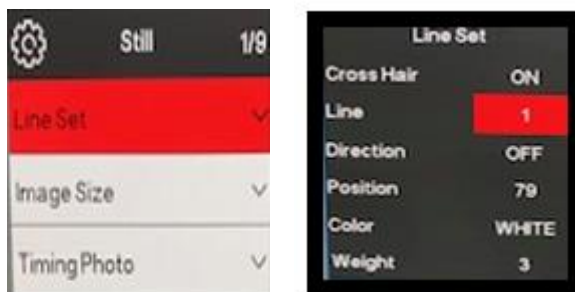 Still 1/9
Line Set
Image Size
Timing Photo
Line Set
Cross Hair ON
Line 1
Direction OFF
Position 79
Color WHITE
Weight 3